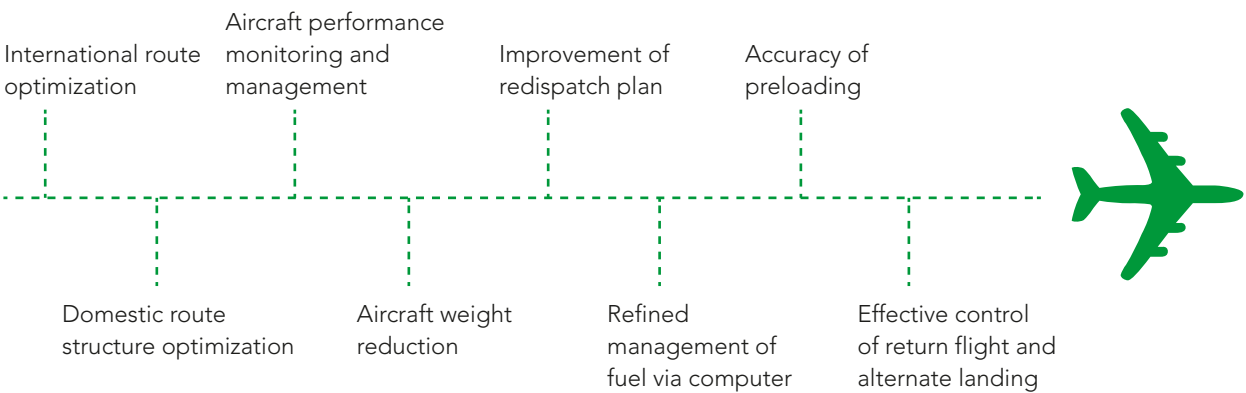 International route
optimization
Aircraft performance
monitoring and
management
Improvement of
redispatch plan
Accuracy of
preloading
Domestic route
structure optimization
Aircraft weight
reduction
Refined
management of
fuel via computer
Effective control
of return flight and
alternate landing